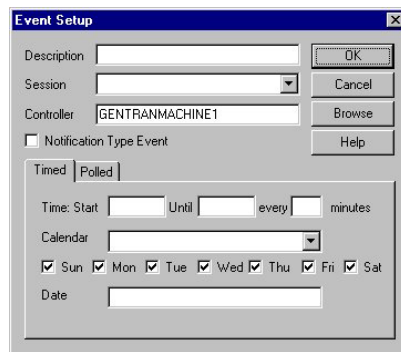 Event Setup
Description
OK
Session
Cancel
Controller GENTRANMACHINE1
Browse
Notification Type Event
Help
Timed Polled
Time: Start Until every minutes
Calendar
Sun Mon Tue Wed Thu Fri Sat
Date